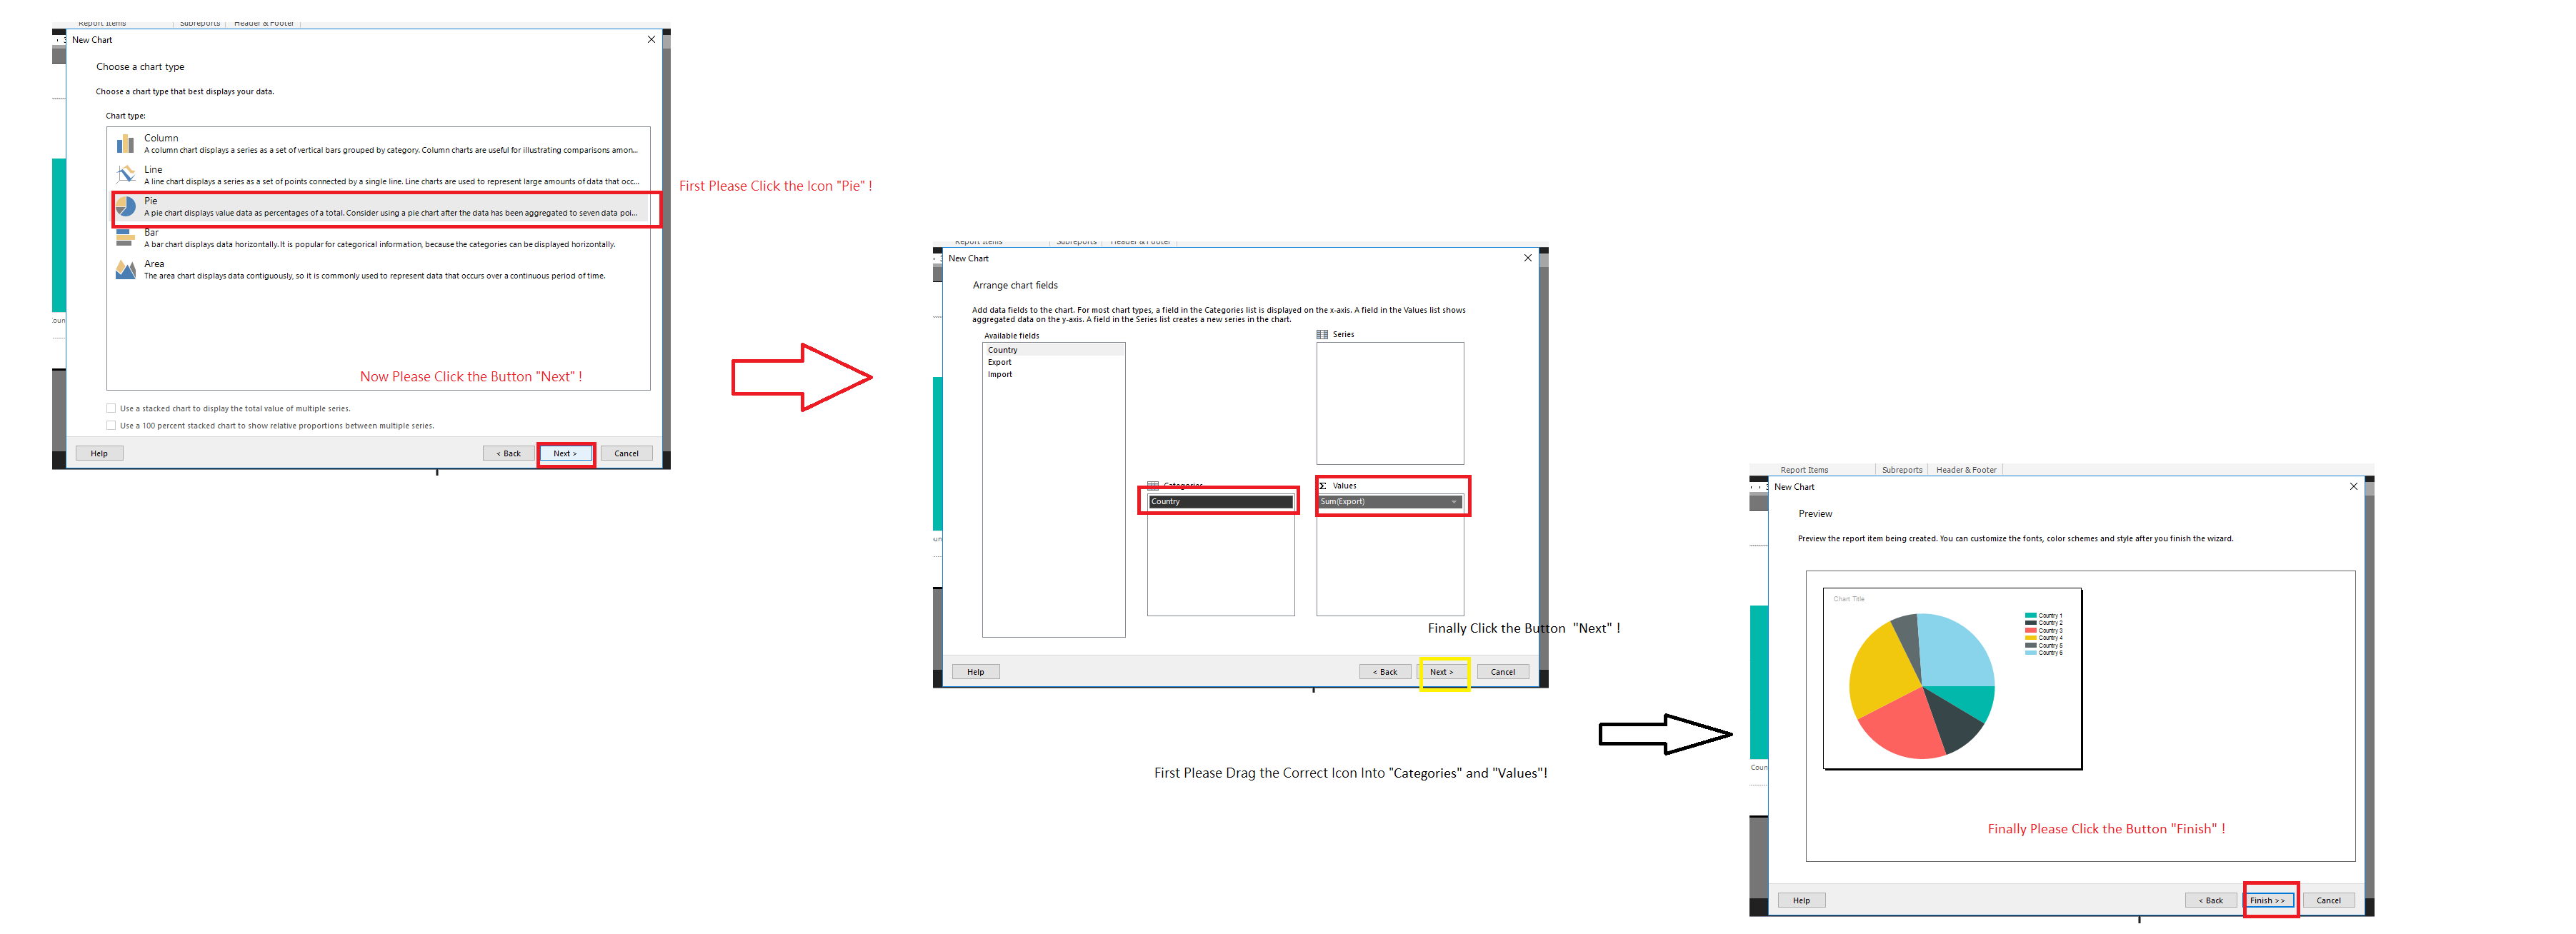 Report Items Subreports Header & Footer
New Chart
Choose a chart type
Choose a chart type that best displays your data.
Chart type:
Column
A column chart displays a series as a set of vertical bars grouped by category. Column charts are useful for illustrating comparisons amon...
Line
A line chart displays a series as a set of points connected by a single line. Line charts are used to represent large amounts of data that occ...
Pie
A pie chart displays value data as percentages of a total. Consider using a pie chart after the data has been aggregated to seven data poi...
Bar
A bar chart displays data horizontally. It is popular for categorical information, because the categories can be displayed horizontally.
Area
The area chart displays data contiguously, so it is commonly used to represent data that occurs over a continuous period of time.
Now Please Click the Button "Next" !
Use a stacked chart to display the total value of multiple series.
Use a 100 percent stacked chart to show relative proportions between multiple series.
Help
< Back
Next >
Cancel
First Please Click the Icon "Pie" !
Report Items Subreports Header & Footer
New Chart
Arrange chart fields
Add data fields to the chart. For most chart types, a field in the Categories list is displayed on the x-axis. A field in the Values list shows
aggregated data on the y-axis. A field in the Series list creates a new series in the chart.
Available fields
Country
Export
Import
Series
Categories
Country
Values
Sum(Export)
Finally Click the Button "Next" !
Help
< Back
Next >
Cancel
First Please Drag the Correct Icon Into "Categories" and "Values"!
Report Items Subreports Header & Footer
New Chart
Preview
Preview the report item being created. You can customize the fonts, color schemes and style after you finish the wizard.
Chart Title
Country 1
Country 2
Country 3
Country 4
Country 5
Country 6
Coun
Finally Please Click the Button "Finish" !
Help
< Back
Finish >>
Cancel